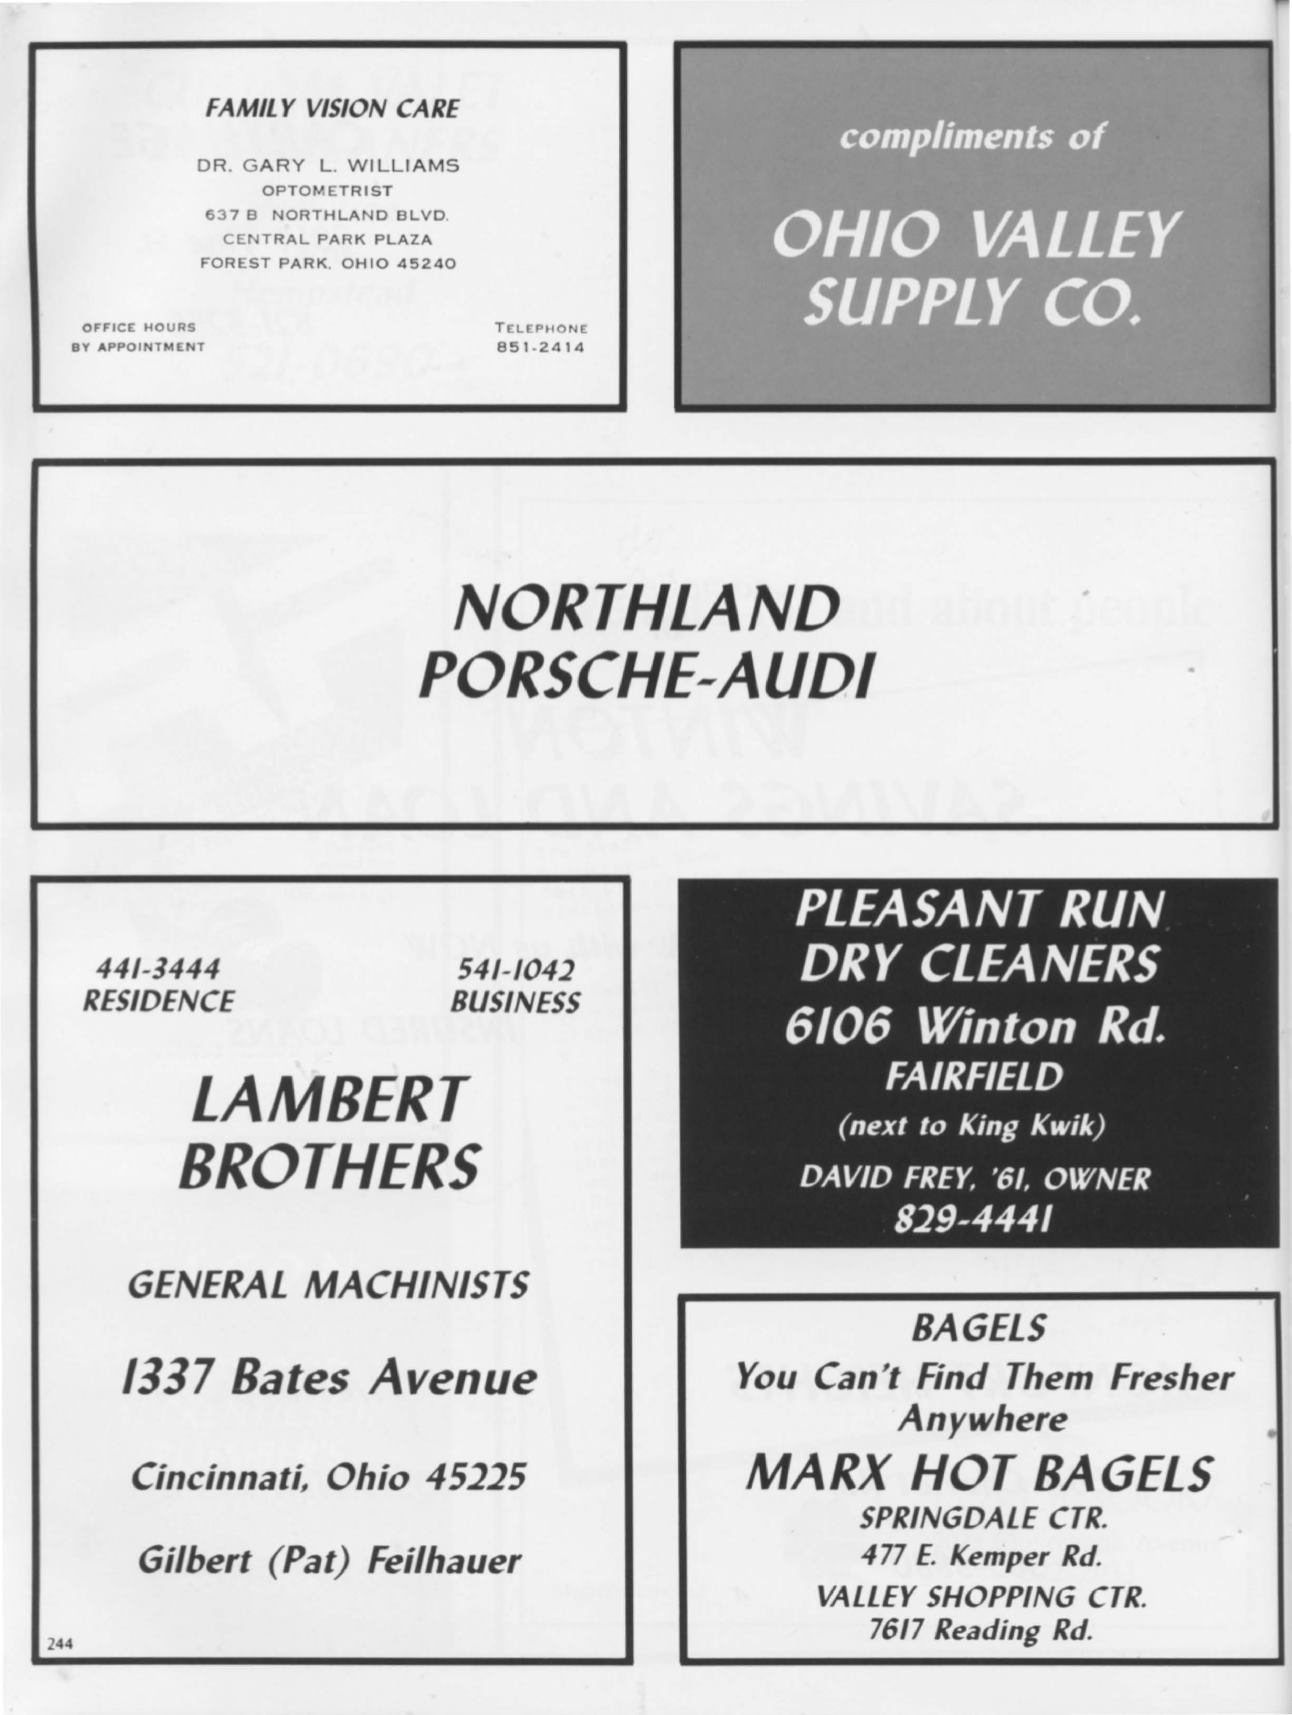 FAMILY VISION CARE
DR. GARY L. WILLIAMS
OPTOMETRIST
637 B NORTHLAND BLVD.
CENTRAL PARK PLAZA
FOREST PARK, OHIO 45240
OFFICE HOURS
BY APPOINTMENT
TELEPHONE
851-2414
compliments of
OHIO VALLEY
SUPPLY CO.
NORTHLAND
PORSCHE-AUDI
441-3444
RESIDENCE
541-1042
BUSINESS
LAMBERT
BROTHERS
GENERAL MACHINISTS
1337 Bates Avenue
Cincinnati, Ohio 45225
Gilbert (Pat) Feilhauer
244
PLEASANT RUN
DRY CLEANERS
6106 Winton Rd.
FAIRFIELD
(next to King Kwik)
DAVID FREY, '61, OWNER
829-4441
BAGELS
You Can't Find Them Fresher
Anywhere
MARX HOT BAGELS
SPRINGDALE CTR.
477 E. Kemper Rd.
VALLEY SHOPPING CTR.
7617 Reading Rd.